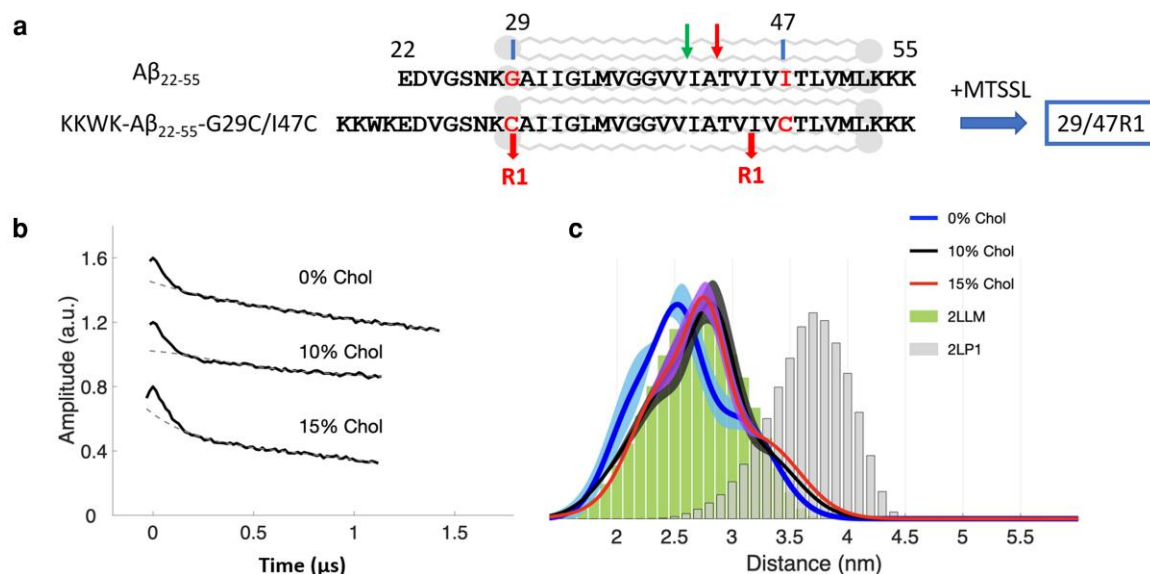 a
29
47
22
55
Aβ22-55
EDVGSNKGAIIGLMVGGVVIATVIVITLVMLKKK
+MTSSL
KKWK-Aβ22-55-G29C/I47C
KKWKEDVGSNKCAIIGLMVGGVVIATVIVCTLVMLKKK
29/47R1
R1
R1
b
1.6
1.2
0.8
0.4
0
Amplitude (a.u.)
0% Chol
10% Chol
15% Chol
0
0.5
1
1.5
Time (µs)
c
0% Chol
10% Chol
15% Chol
2LLM
2LP1
2
2.5
3
3.5
4
4.5
5
5.5
Distance (nm)